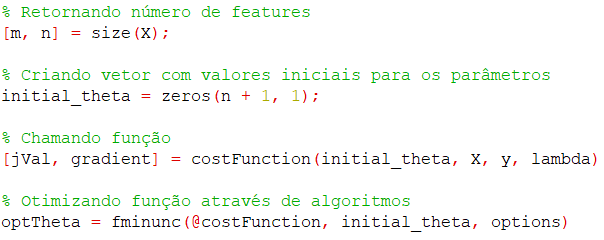 % Retornando número de features
[m, n] = size(X);
% Criando vetor com valores iniciais para os parâmetros
initial_theta = zeros(n + 1, 1);
% Chamando função
[jVal, gradient] = costFunction(initial_theta, X, y, lambda)
% Otimizando função através de algoritmos
optTheta = fminunc(@costFunction, initial_theta, options)